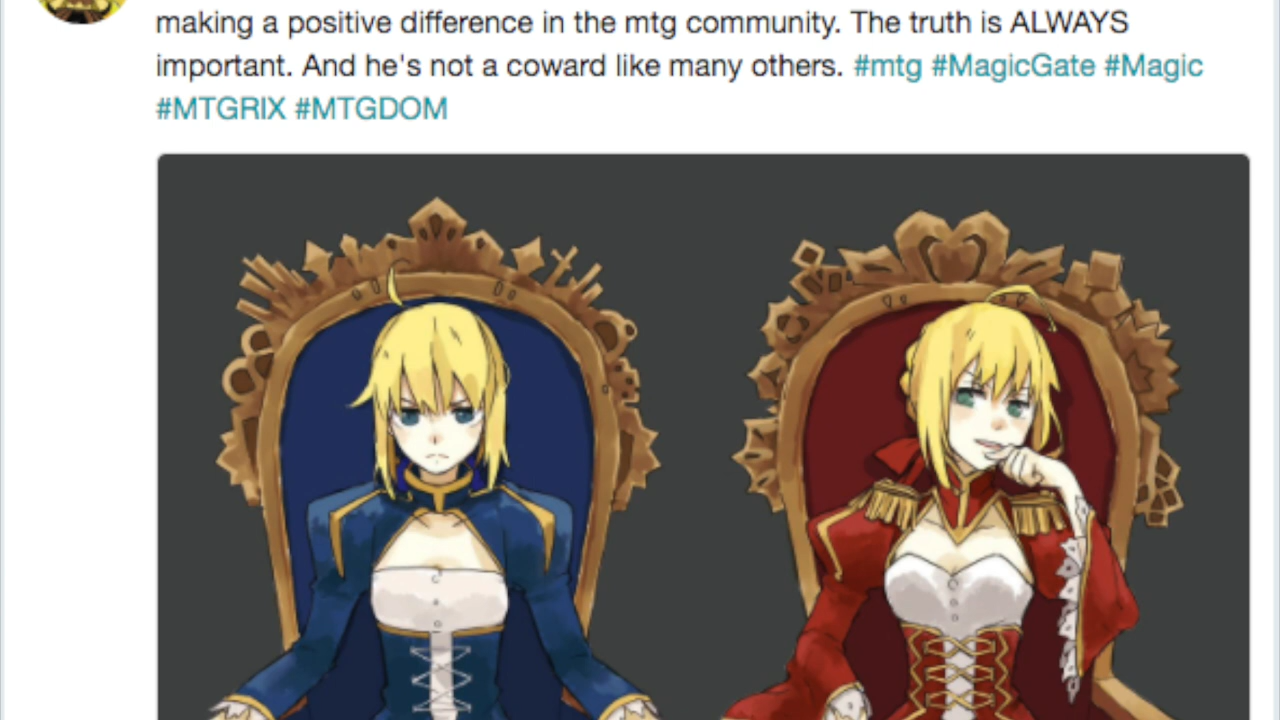 making a positive difference in the mtg community. The truth is ALWAYS
important. And he's not a coward like many others. #mtg #MagicGate #Magic
#MTGRIX #MTGDOM